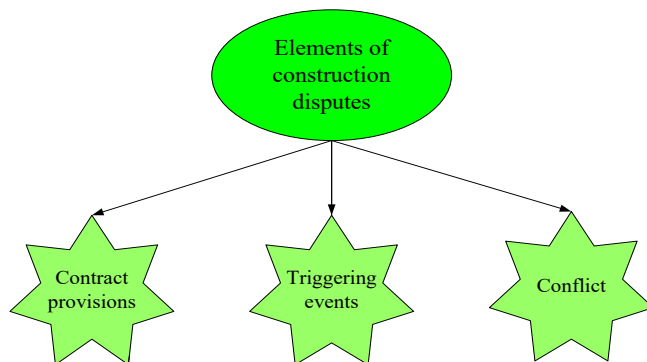 Elements of
construction
disputes
Contract
provisions
Triggering
events
Conflict